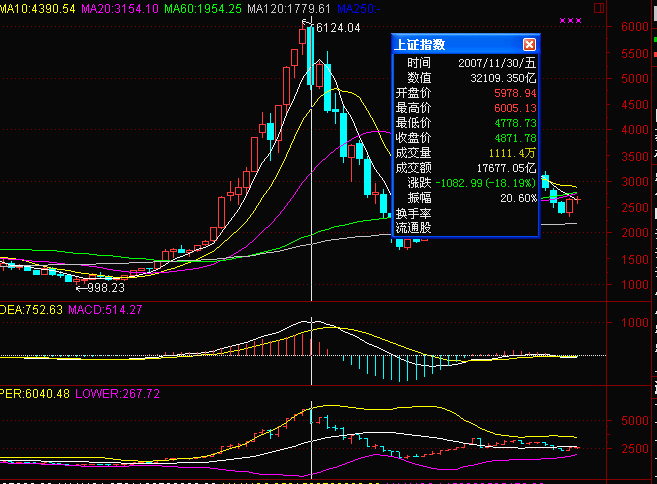 MA10:4390.54 MA20:3154.10 MA60:1954.25 MA120:1779.61 MA250:-
×××
6124.04
6000
5500
5000
4500
4000
3500
3000
2500
2000
1500
1000
上证指数
时间 2007/11/30/五
数值 32109.350亿
开盘价 5978.94
最高价 6005.13
最低价 4778.73
收盘价 4871.78
成交量 1111.4万
成交额 17677.05亿
涨跌 -1082.99(-18.19%)
振幅 20.60%
换手率
流通股
←998.23
DEA:752.63 MACD:514.27
1000
PER:6040.48 LOWER:267.72
5000
2500